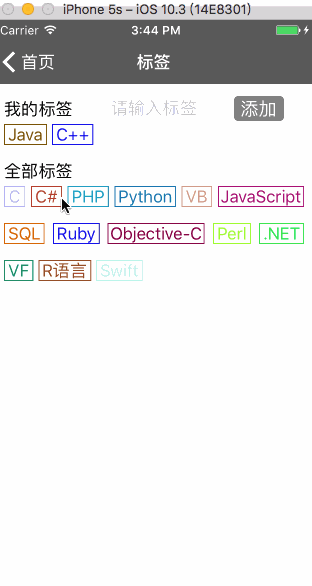 iPhone 5s – iOS 10.3 (14E8301)
Carrier 3:44 PM
首页 标签
我的标签 请输入标签 添加
Java C++
全部标签
C C# PHP Python VB JavaScript
SQL Ruby Objective-C Perl .NET
VF R语言 Swift